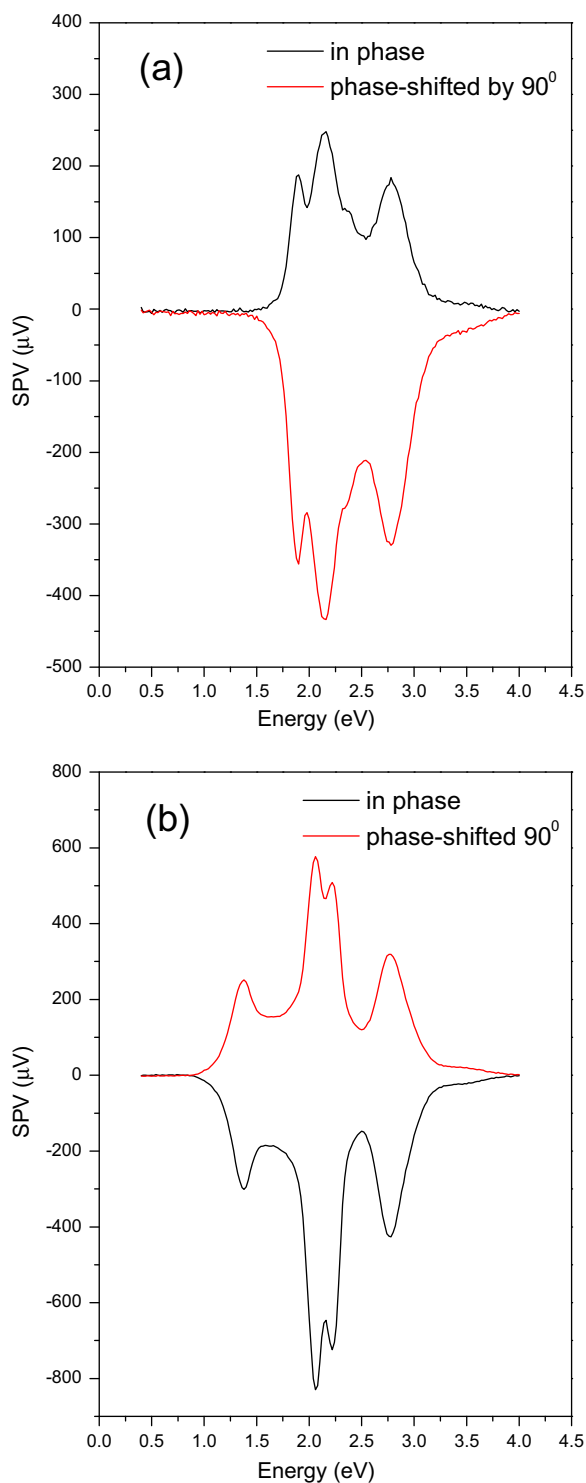 400
(a)
in phase
phase-shifted by 90⁰
300
200
100
0
-100
-200
-300
-400
-500
SPV (μV)
0.0 0.5 1.0 1.5 2.0 2.5 3.0 3.5 4.0 4.5
Energy (eV)
800
(b)
in phase
phase-shifted 90⁰
600
400
200
0
-200
-400
-600
-800
SPV (μV)
0.0 0.5 1.0 1.5 2.0 2.5 3.0 3.5 4.0 4.5
Energy (eV)